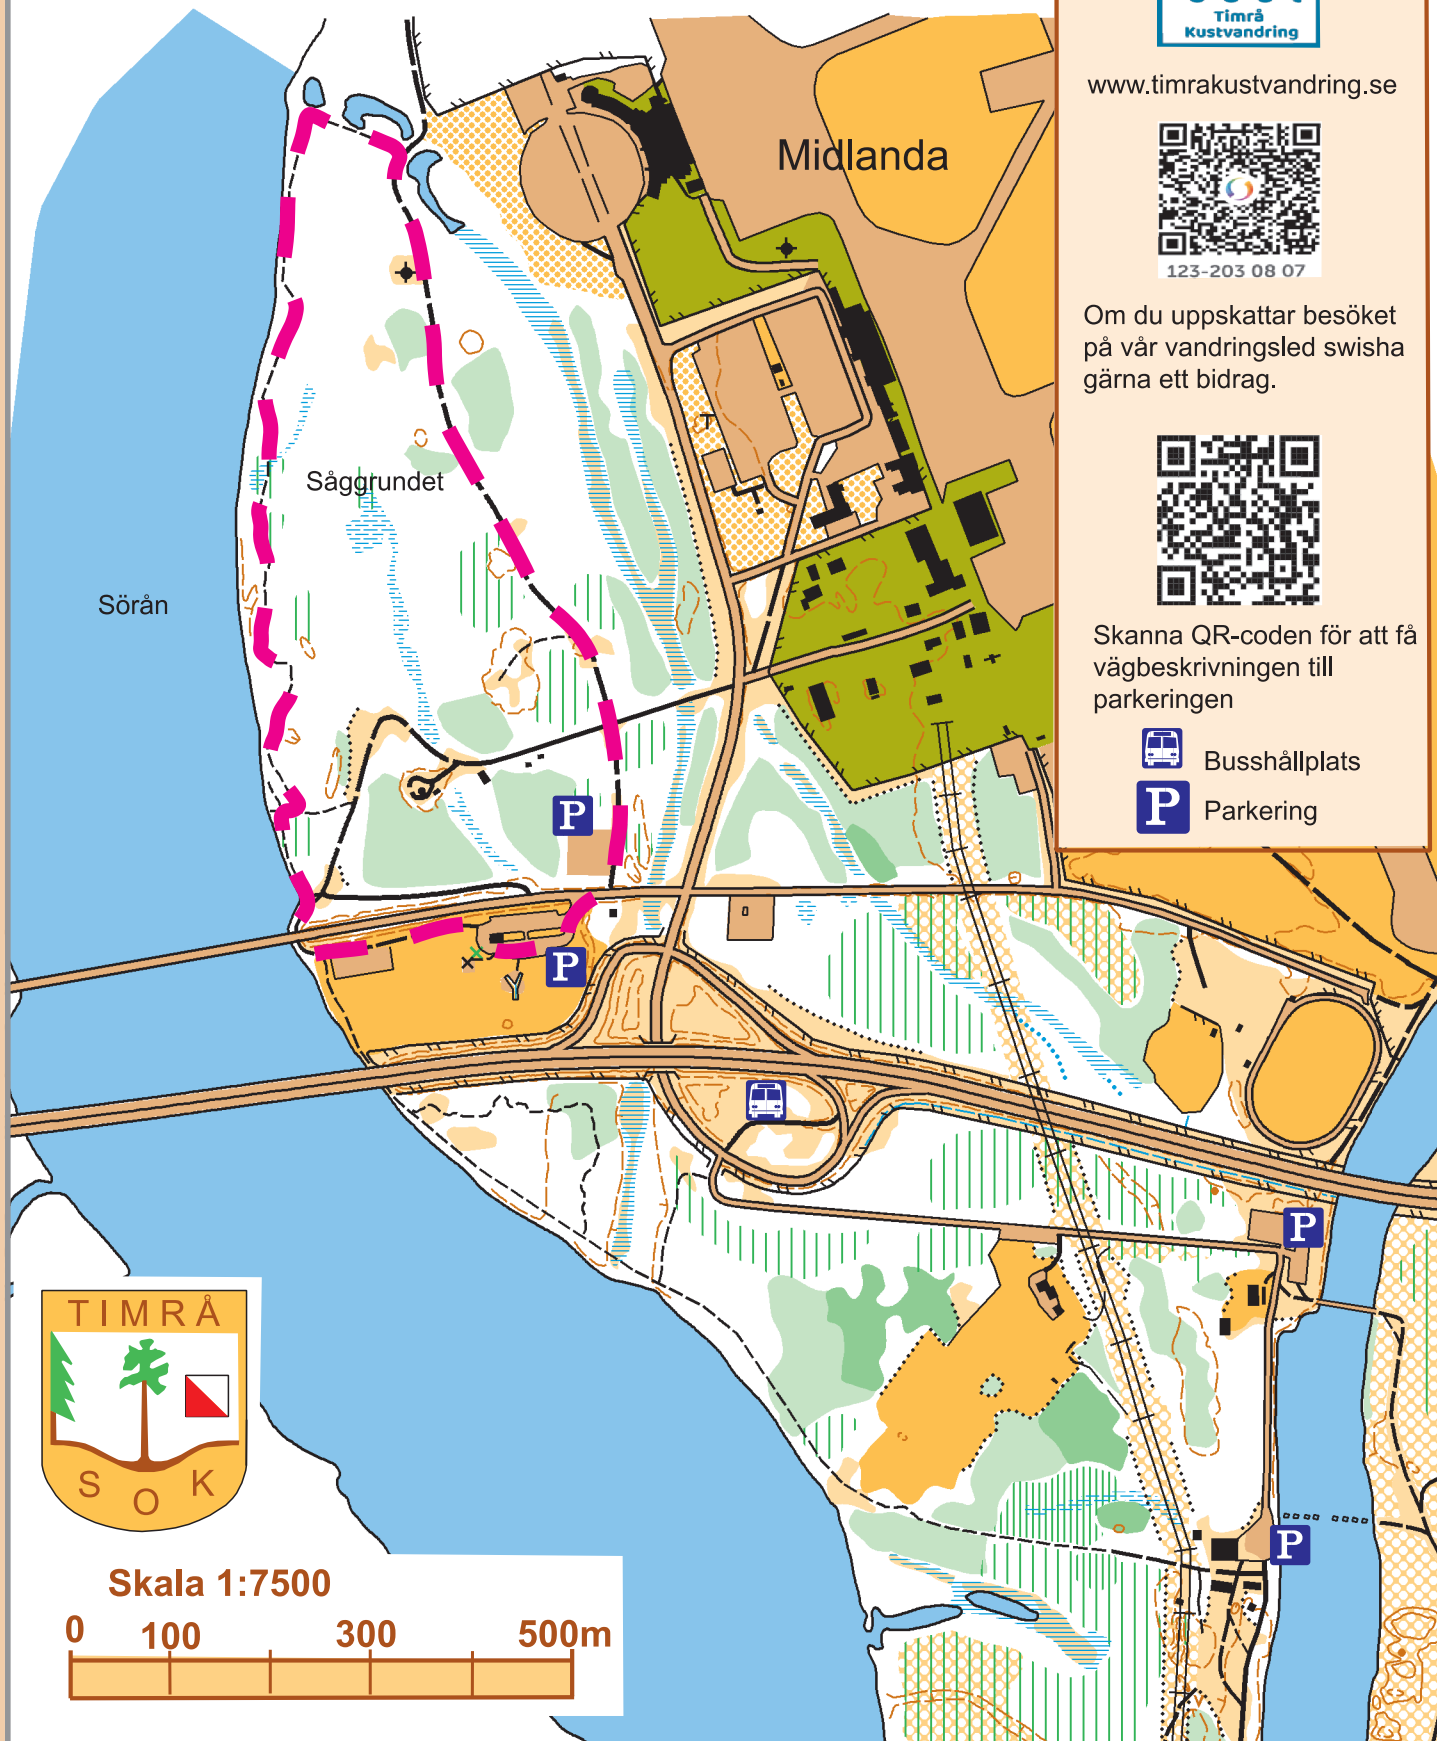 Timrå
Kustvandring
www.timrakustvandring.se
123-203 08 07
Om du uppskattar besöket
på vår vandringsled swisha
gärna ett bidrag.
Skanna QR-coden för att få
vägbeskrivningen till
parkeringen
Busshållplats
P Parkering
Midlanda
T
Såggrundet
Sörån
P
P
Y
P
P
TIMRÅ
S O K
Skala 1:7500
0 100 300 500m